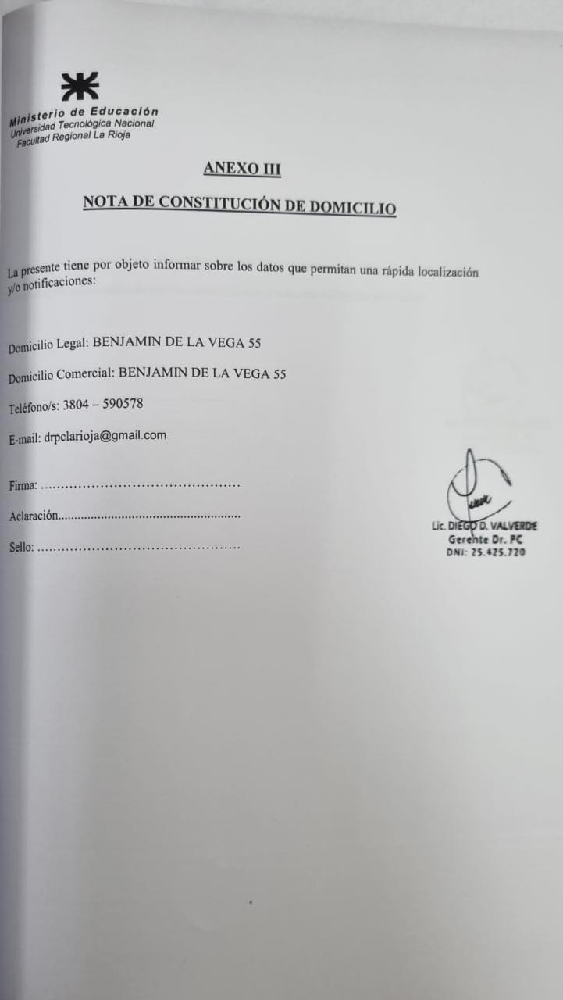 Ministerio de Educación
Universidad Tecnológica Nacional
Facultad Regional La Rioja
ANEXO III
NOTA DE CONSTITUCIÓN DE DOMICILIO
La presente tiene por objeto informar sobre los datos que permitan una rápida localización
y/o notificaciones:
Domicilio Legal: BENJAMIN DE LA VEGA 55
Domicilio Comercial: BENJAMIN DE LA VEGA 55
Teléfono/s: 3804 – 590578
E-mail: drpclarioja@gmail.com
Firma: ................................................
Aclaración.........................................................
Sello: ................................................
Lic. DIEGO D. VALVERDE
Gerente Dr. PC
DNI: 25.425.720